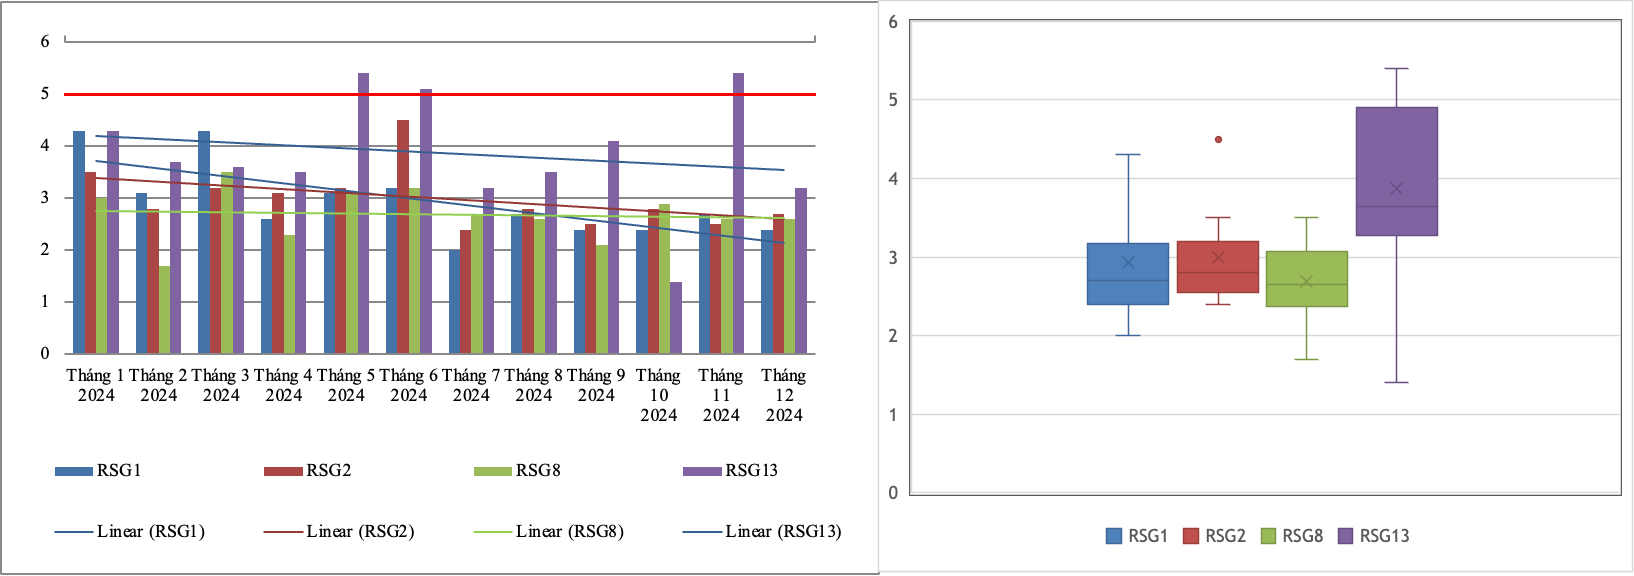 6
5
4
3
2
1
0
Tháng 1 2024
Tháng 2 2024
Tháng 3 2024
Tháng 4 2024
Tháng 5 2024
Tháng 6 2024
Tháng 7 2024
Tháng 8 2024
Tháng 9 2024
Tháng 10 2024
Tháng 11 2024
Tháng 12 2024
RSG1 RSG2 RSG8 RSG13
Linear (RSG1) Linear (RSG2) Linear (RSG8) Linear (RSG13)
6
5
4
3
2
1
0
RSG1 RSG2 RSG8 RSG13